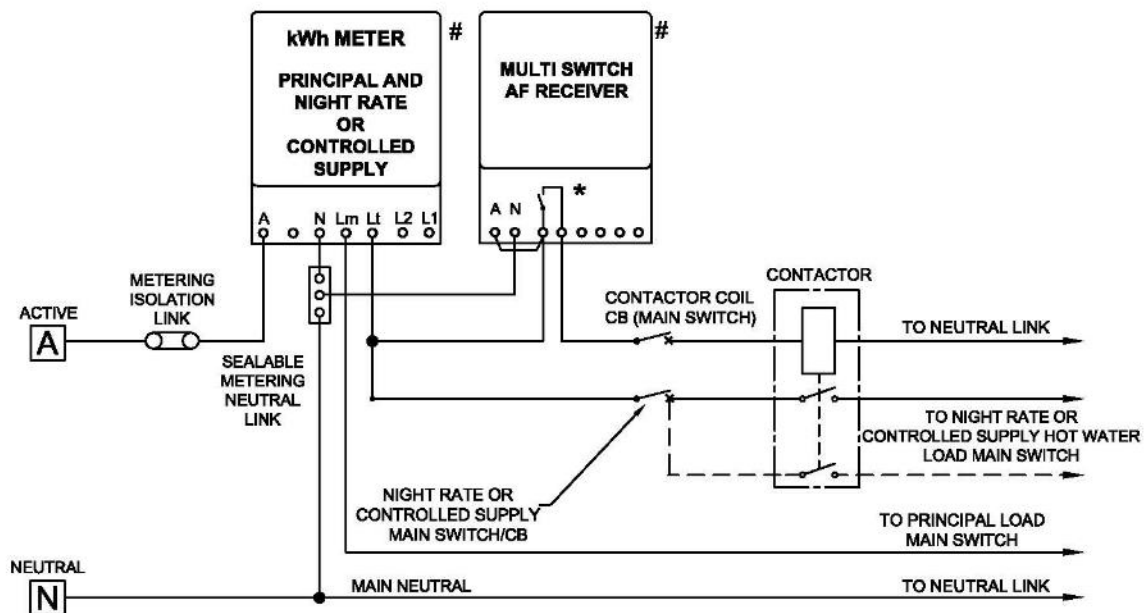 kWh METER
PRINCIPAL AND
NIGHT RATE
OR
CONTROLLED
SUPPLY
#
MULTI SWITCH
AF RECEIVER
#
*
A N Lm Lt L2 L1
A N
METERING
ISOLATION
LINK
ACTIVE
A
SEALABLE
METERING
NEUTRAL
LINK
CONTACTOR COIL
CB (MAIN SWITCH)
CONTACTOR
TO NEUTRAL LINK
TO NIGHT RATE OR
CONTROLLED SUPPLY HOT WATER
LOAD MAIN SWITCH
NIGHT RATE OR
CONTROLLED SUPPLY
MAIN SWITCH/CB
TO PRINCIPAL LOAD
MAIN SWITCH
NEUTRAL
N
MAIN NEUTRAL
TO NEUTRAL LINK